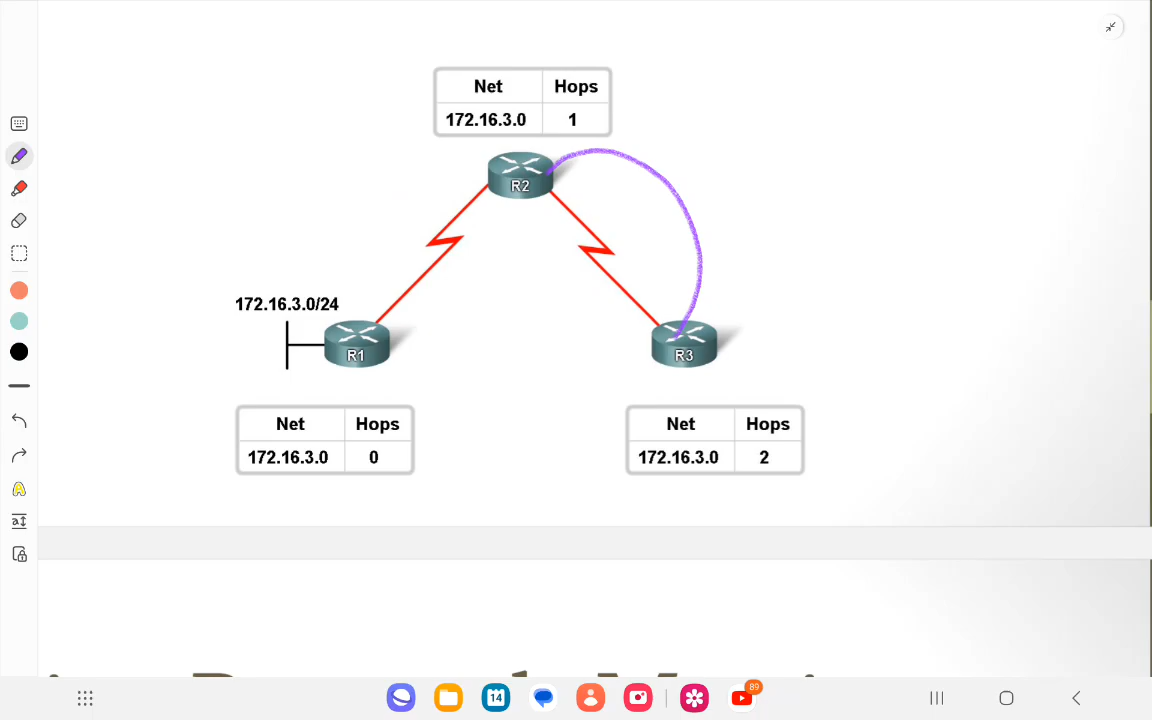 Net Hops
172.16.3.0 1
R2
172.16.3.0/24
R1
R3
Net Hops
172.16.3.0 0
Net Hops
172.16.3.0 2
A
a
14
89